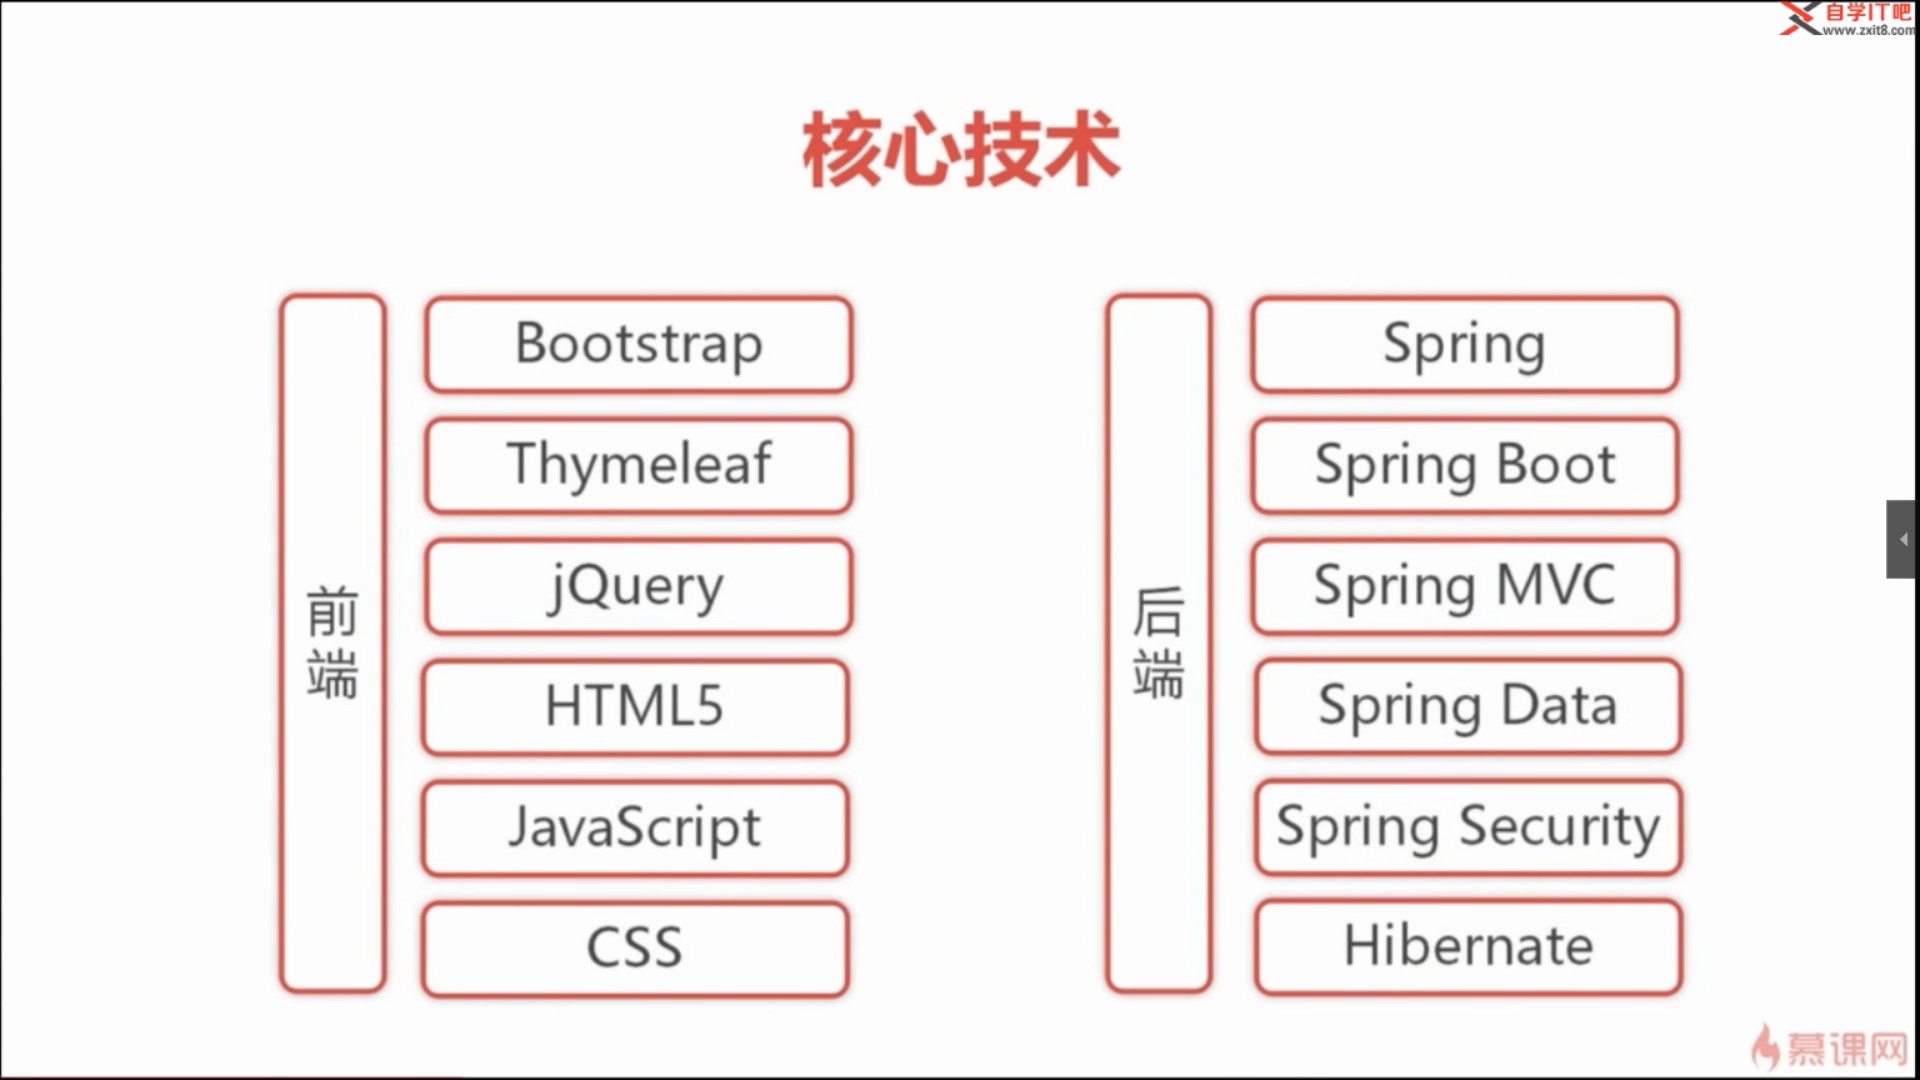 自学IT吧
www.zxit8.com
核心技术
前端
Bootstrap
Thymeleaf
jQuery
HTML5
JavaScript
CSS
后端
Spring
Spring Boot
Spring MVC
Spring Data
Spring Security
Hibernate
慕课网